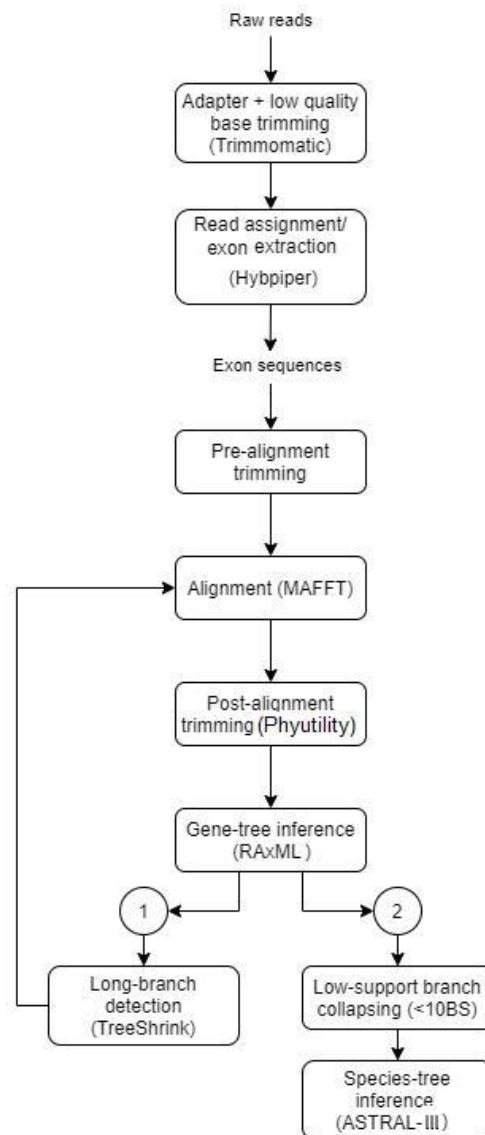 Raw reads
Adapter + low quality
base trimming
(Trimmomatic)
Read assignment/
exon extraction
(Hybpiper)
Exon sequences
Pre-alignment
trimming
Alignment (MAFFT)
Post-alignment
trimming (Phyutility)
Gene-tree inference
(RAxML )
1
2
Long-branch
detection
(TreeShrink)
Low-support branch
collapsing (<10BS)
Species-tree
inference
(ASTRAL-III)